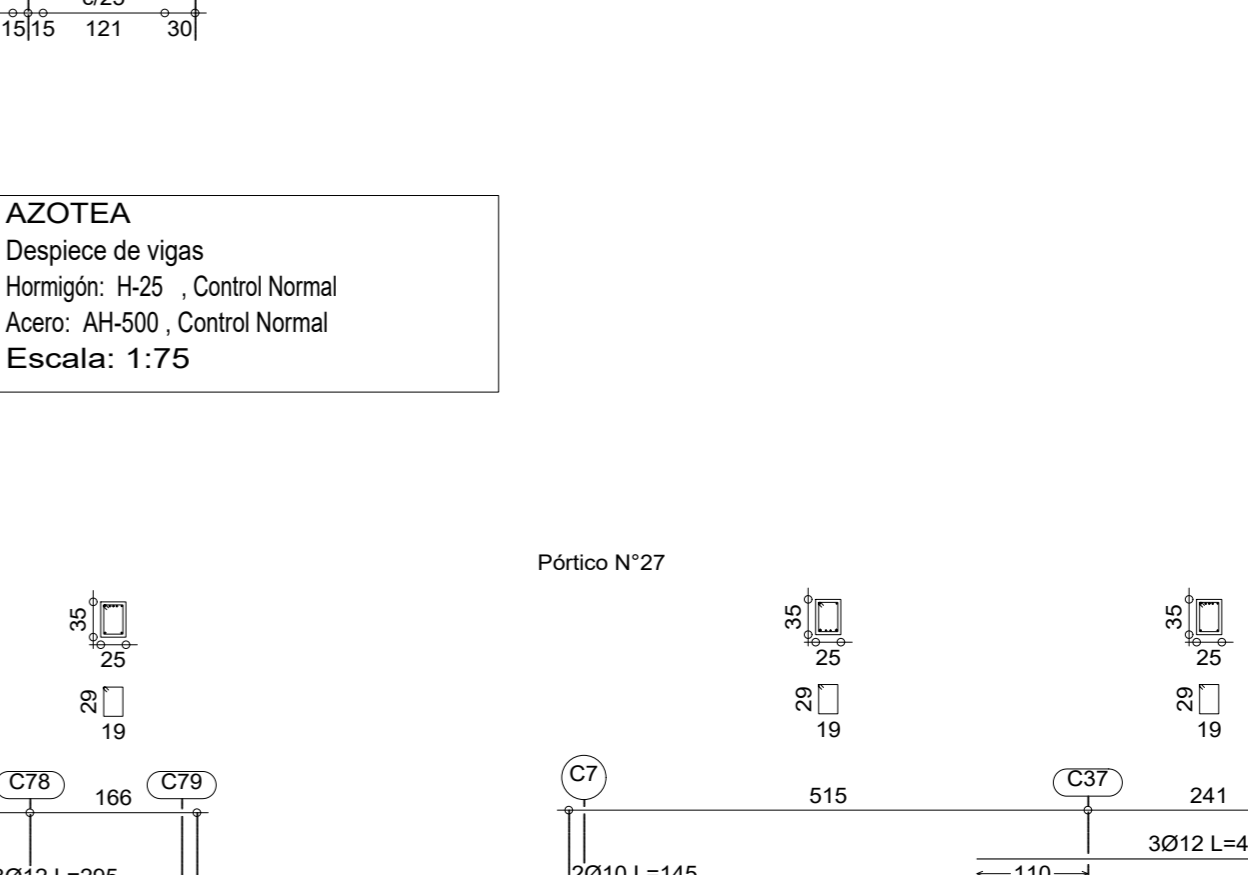 c/25
15 15 121 30
AZOTEA
Despiece de vigas
Hormigón: H-25 , Control Normal
Acero: AH-500 , Control Normal
Escala: 1:75
Pórtico N°27
35 35 35
25 25 25
29 29 29
19 19 19
C78 C79 C7 C37
166 515 241
3Ø12 L=4
3Ø12 L=295 2Ø10 L=145 110